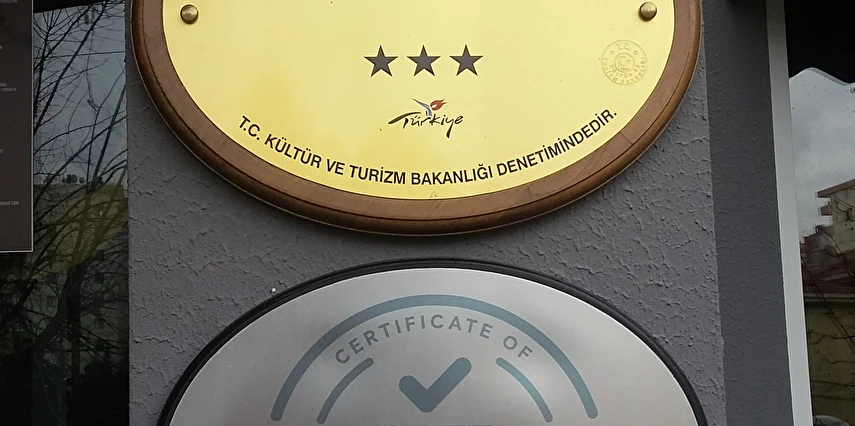 Türkiye
T.C. KÜLTÜR VE TURİZM BAKANLIĞI DENETİMİNDEDİR.
CERTIFICATE OF